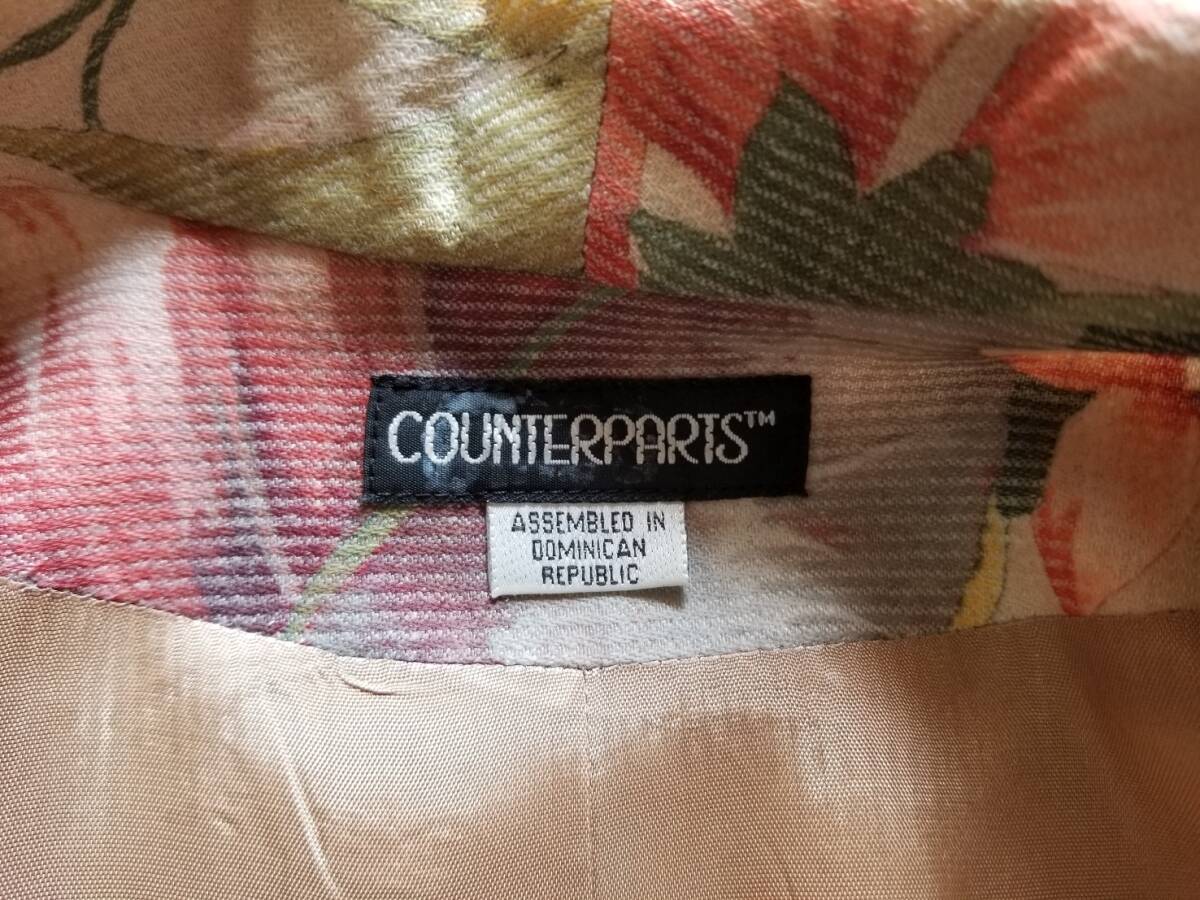 COUNTERPARTS™
ASSEMBLED IN
DOMINICAN
REPUBLIC